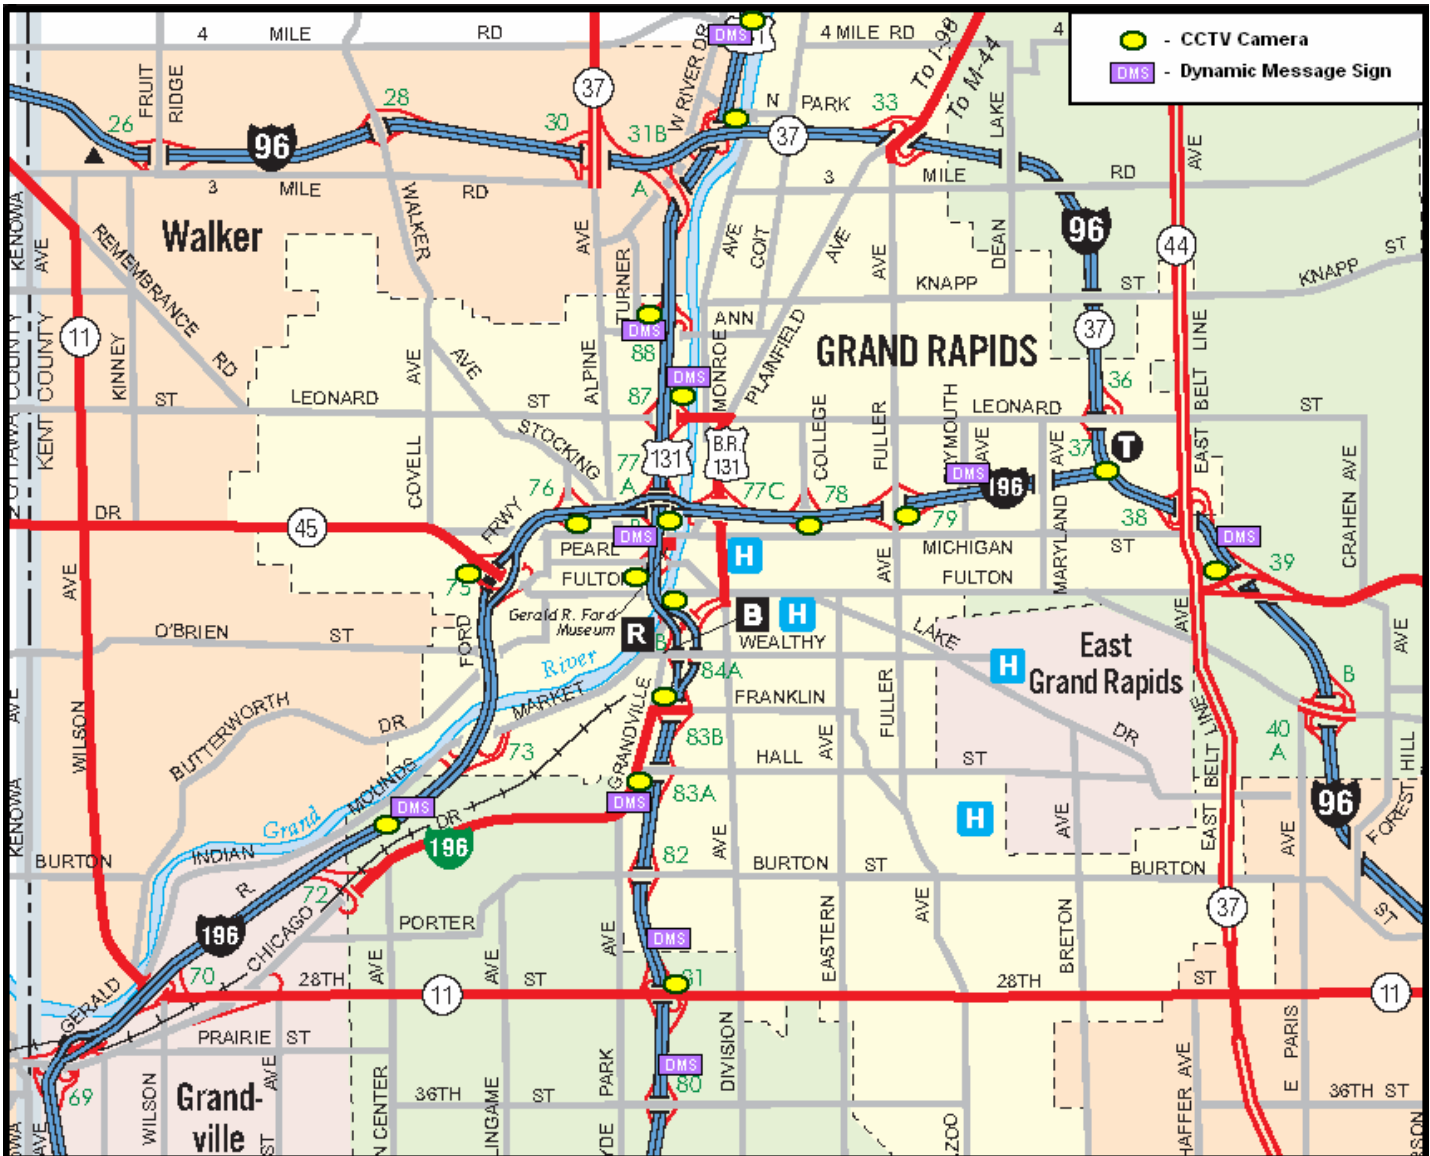 4 MILE RD
DMS
4 MILE RD
4
- CCTV Camera
DMS - Dynamic Message Sign
FRUIT RIDGE
W RIVER DR
To I-96
To M-44
26
28
30
31B
A
37
N PARK
33
37
96
LAKE
AVE
3 MILE RD
3 MILE RD
KENOWA AVE
Walker
WALKER
AVE
REMEMBRANCE RD
TURNER
AVE
COIT
AVE
AVE
DEAN
96
44
KNAPP ST
KNAPP ST
11
KINNEY
AVE
AVE
ALPINE
DMS
88
ANN
MONROE
PLAINFIELD
GRAND RAPIDS
37
EAST BELT LINE
OTTAWA COUNTY
KENT COUNTY
DMS
87
36
ST
LEONARD ST
LEONARD
ST
COVELL
STOCKING
131
B.R. 131
COLLEGE
FULLER
AVE
AVE
MARYLAND
37
T
CRAHEN AVE
77
A
76
77C
78
DMS
196
79
38
DR
45
FRWY
PEARL
DMS
MICHIGAN ST
DMS
39
FULTON
H
FULTON
75
Gerald R. Ford Museum
R
B
H
AVE
AVE
AVE
O'BRIEN ST
FORD
B
WEALTHY
LAKE DR
H
East Grand Rapids
AVE
River
84A
GRANDVILLE
FRANKLIN
FULLER
B
AVE
WILSON
BUTTERWORTH DR
MARKET
73
83B
HALL ST
AVE
EAST BELT LINE
40
A
KENOWA
MOUNDS
DMS
DR
DMS
83A
H
AVE
AVE
96
FOREST HILL
Grand
196
BURTON
INDIAN
82
AVE
BURTON ST
BURTON
ST
R.
72
196
CHICAGO
PORTER
AVE
EASTERN
AVE
BRETON
37
DMS
GERALD
70
28TH
AVE
11
AVE
ST
81
28TH
ST
11
PRAIRIE ST
AVE
PARK
DIVISION
E PARIS
DMS
80
69
WILSON
Grand-ville
36TH ST
36TH ST
AVE